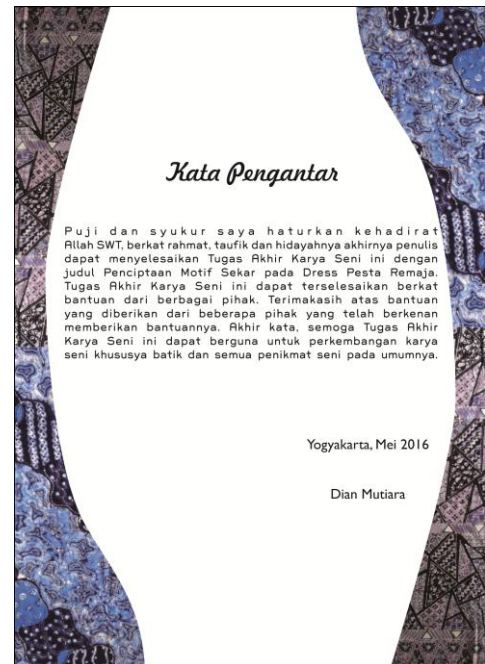 Kata Pengantar
Puji dan syukur saya haturkan kehadirat
Allah SWT, berkat rahmat, taufik dan hidayahnya akhirnya penulis
dapat menyelesaikan Tugas Akhir Karya Seni ini dengan
judul Penciptaan Motif Sekar pada Dress Pesta Remaja.
Tugas Akhir Karya Seni ini dapat terselesaikan berkat
bantuan dari berbagai pihak. Terimakasih atas bantuan
yang diberikan dari beberapa pihak yang telah berkenan
memberikan bantuannya. Akhir kata, semoga Tugas Akhir
Karya Seni ini dapat berguna untuk perkembangan karya
seni khususya batik dan semua penikmat seni pada umumnya.
Yogyakarta, Mei 2016
Dian Mutiara